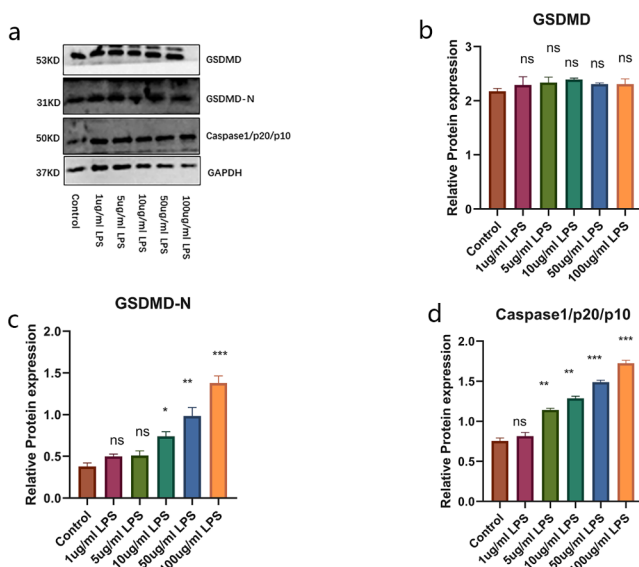 a
53KD
GSDMD
31KD
GSDMD-N
50KD
Caspase1/p20/p10
37KD
GAPDH
Control
1ug/ml LPS
5ug/ml LPS
10ug/ml LPS
50ug/ml LPS
100ug/ml LPS
b
GSDMD
Relative Protein expression
3
2
1
0
ns
ns
ns
ns
ns
Control
1ug/ml LPS
5ug/ml LPS
10ug/ml LPS
50ug/ml LPS
100ug/ml LPS
c
GSDMD-N
Relative Protein expression
2.0
1.5
1.0
0.5
0.0
ns
ns
*
**
***
Control
1ug/ml LPS
5ug/ml LPS
10ug/ml LPS
50ug/ml LPS
100ug/ml LPS
d
Caspase1/p20/p10
Relative Protein expression
2.0
1.5
1.0
0.5
0.0
ns
**
**
***
***
Control
1ug/ml LPS
5ug/ml LPS
10ug/ml LPS
50ug/ml LPS
100ug/ml LPS